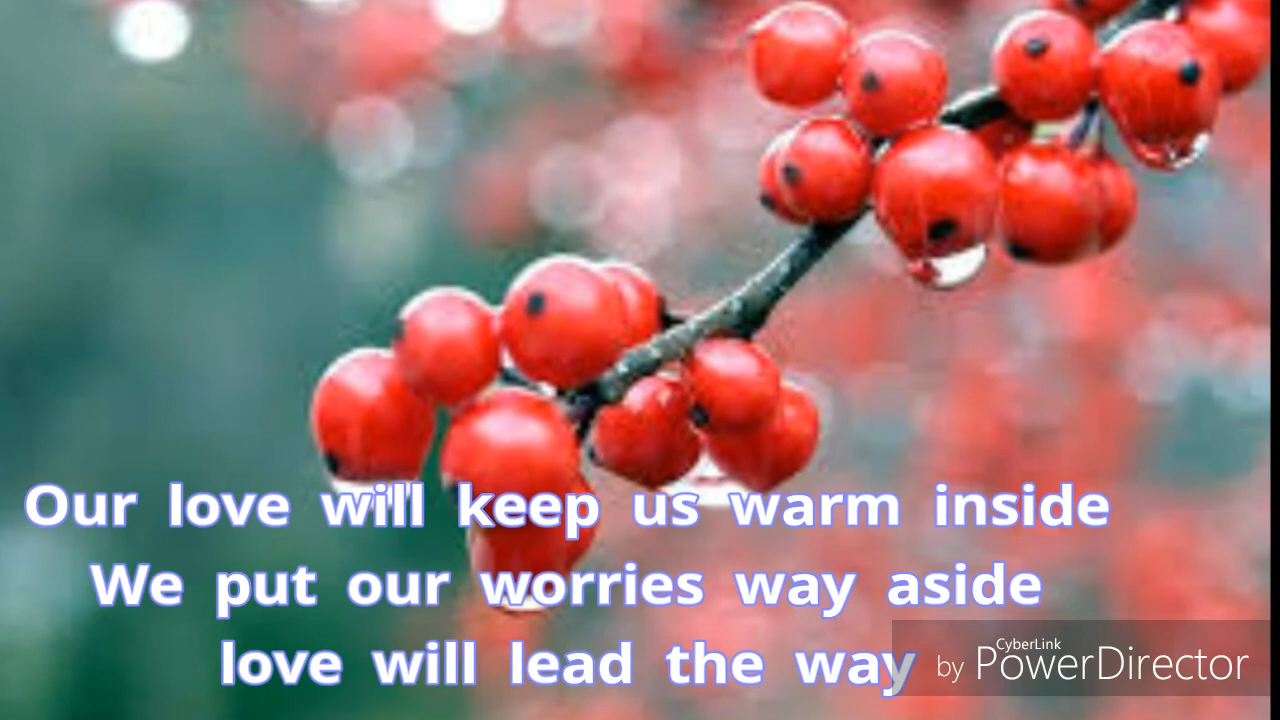 Our love will keep us warm inside
We put our worries way aside
love will lead the way
by CyberLink PowerDirector